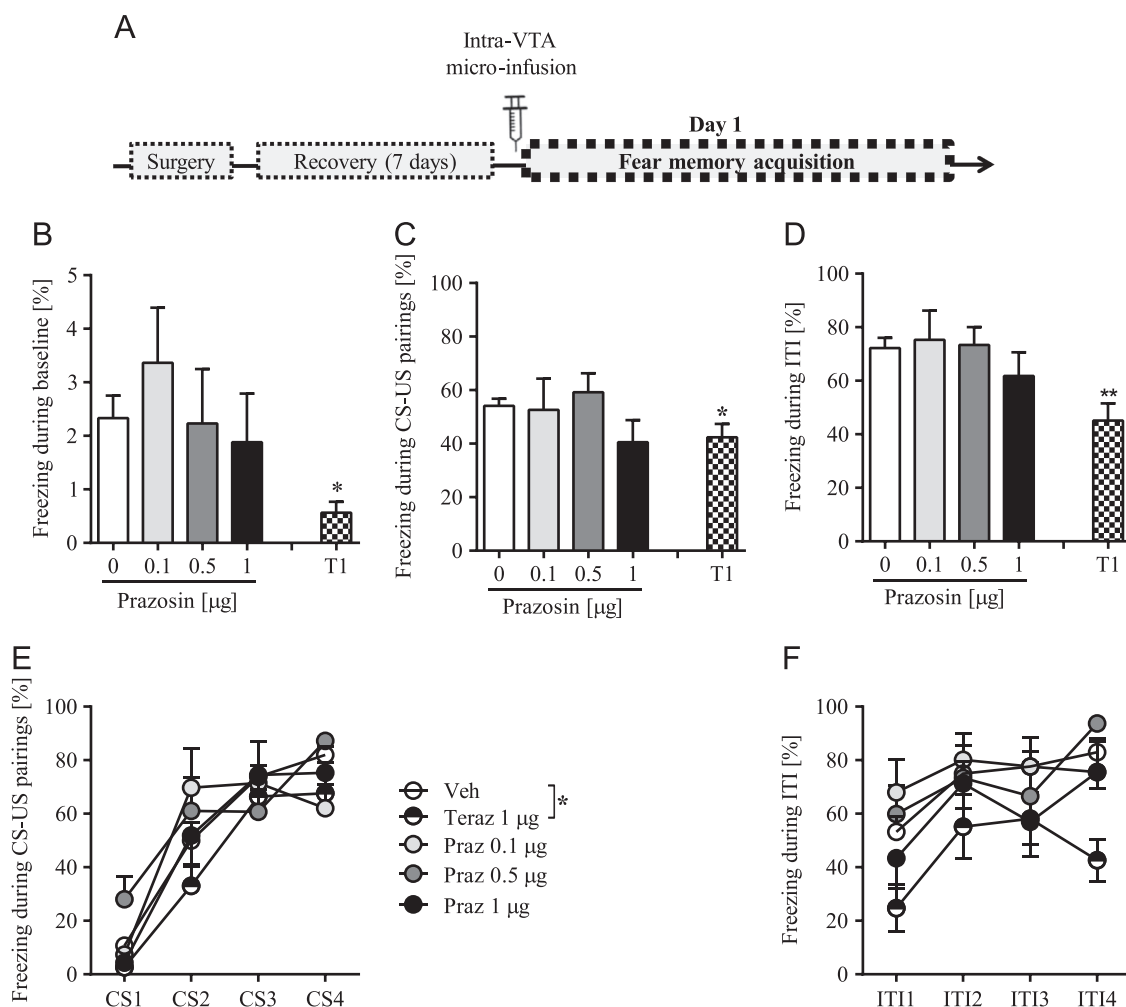 A
Intra-VTA
micro-infusion
Day 1
Surgery
Recovery (7 days)
Fear memory acquisition
B
Freezing during baseline [%]
5
4
3
2
1
0
*
0 0.1 0.5 1 T1
Prazosin [μg]
C
Freezing during CS-US pairings [%]
100
80
60
40
20
0
*
0 0.1 0.5 1 T1
Prazosin [μg]
D
Freezing during ITI [%]
100
80
60
40
20
0
**
0 0.1 0.5 1 T1
Prazosin [μg]
E
Freezing during CS-US pairings [%]
100
80
60
40
20
0
CS1 CS2 CS3 CS4
Veh
Teraz 1 μg
*
Praz 0.1 μg
Praz 0.5 μg
Praz 1 μg
F
Freezing during ITI [%]
100
80
60
40
20
0
ITI1 ITI2 ITI3 ITI4